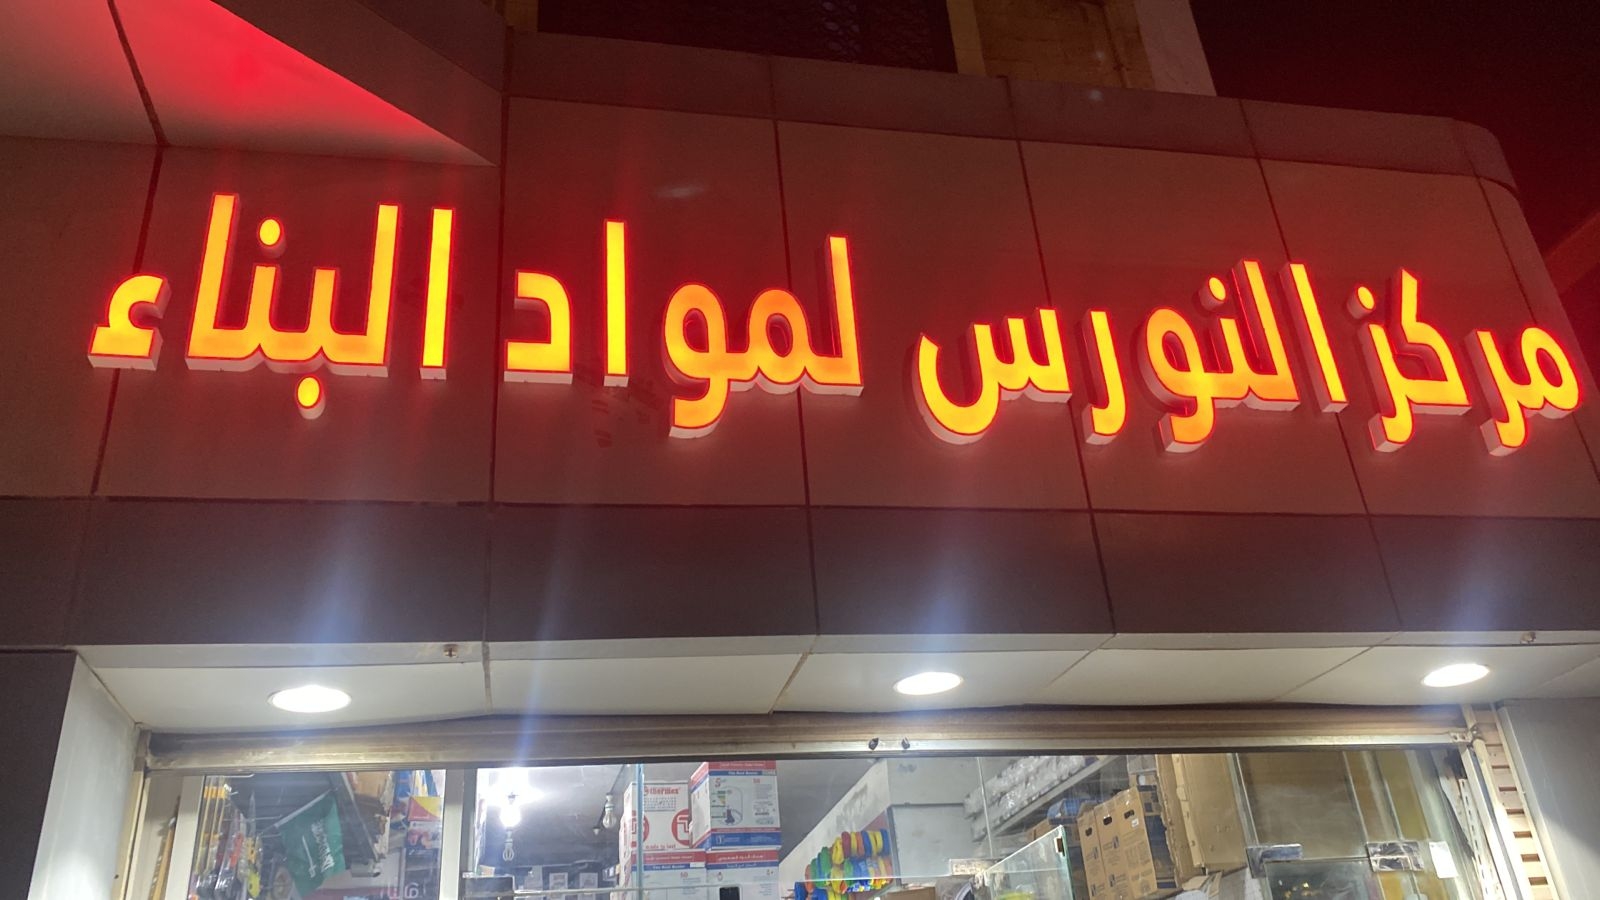 مركز النورس لمواد البناء